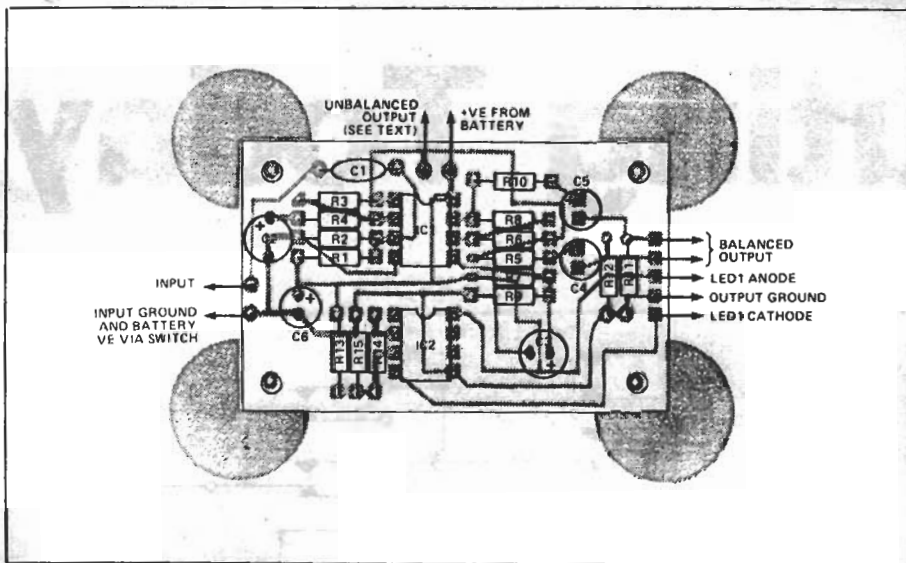 UNBALANCED
OUTPUT
(SEE TEXT)
+VE FROM
BATTERY
C1
R10
C5
R3
R4
R2
R1
IC1
R8
R6
R5
C4
R12
R11
BALANCED
OUTPUT
LED1 ANODE
OUTPUT GROUND
LED1 CATHODE
INPUT
INPUT GROUND
AND BATTERY
VE VIA SWITCH
C6
R13
R15
R14
IC2
R9